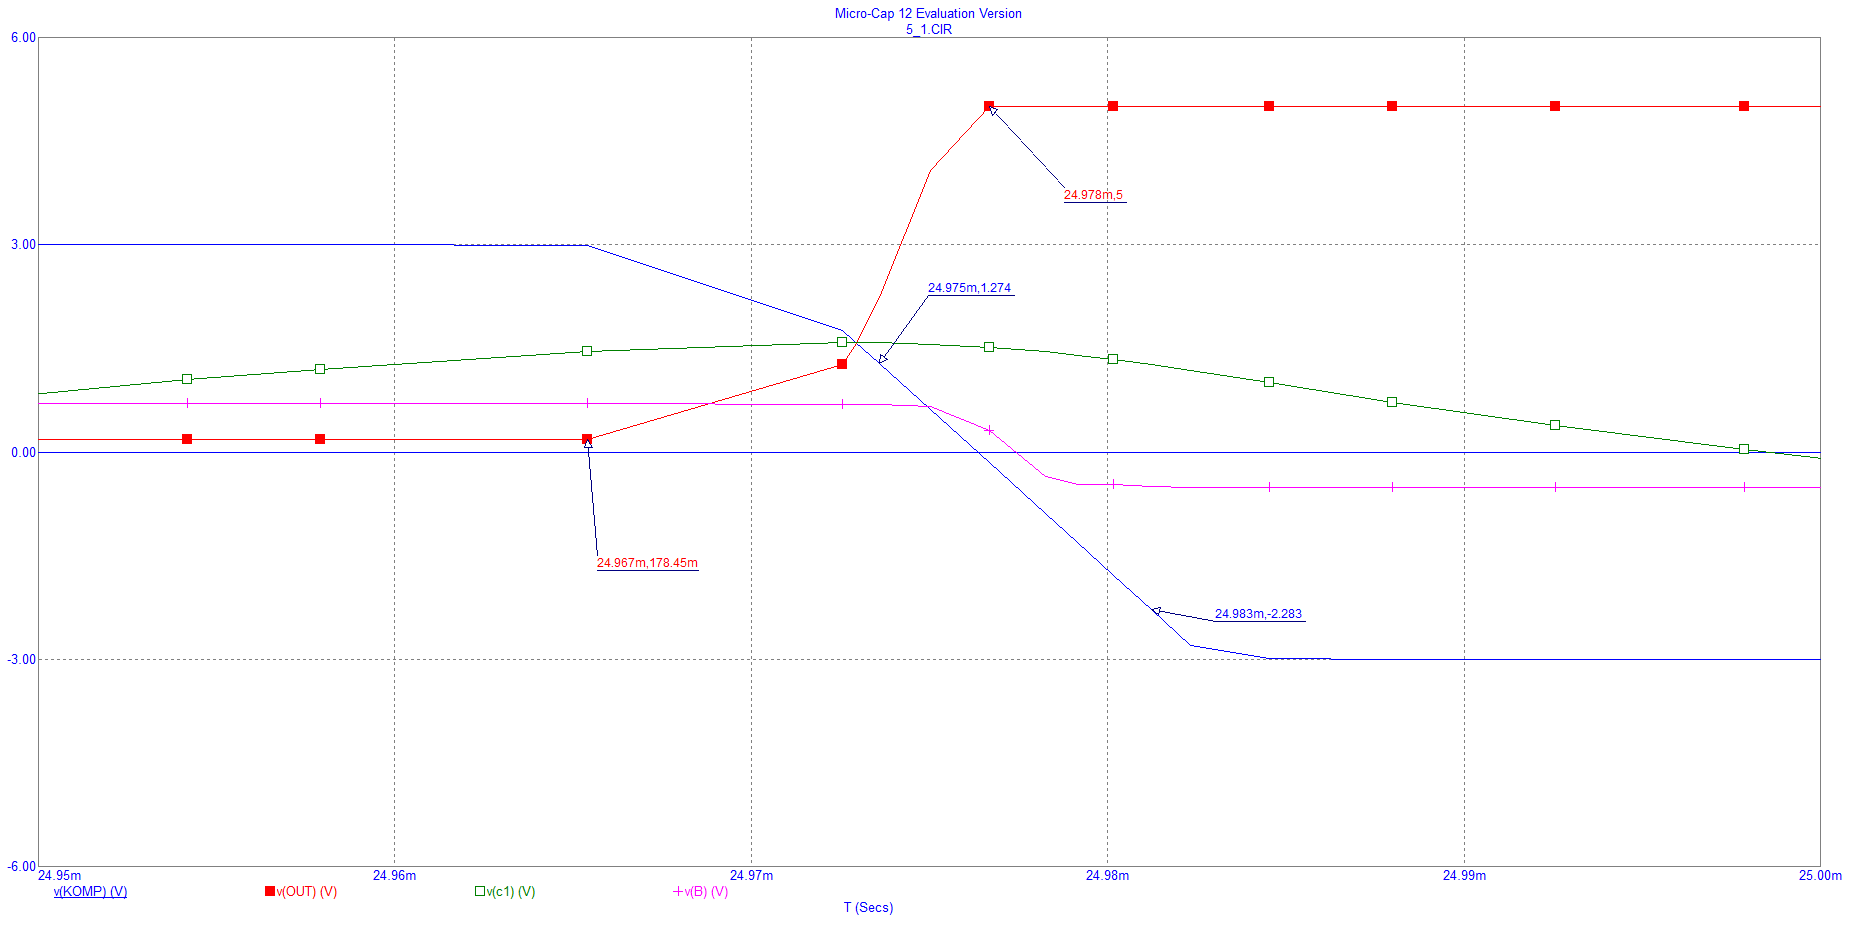 Micro-Cap 12 Evaluation Version
5_1.CIR
6.00
3.00
0.00
-3.00
-6.00
24.978m,5
24.975m,1.274
24.967m,178.45m
24.983m,-2.283
24.95m 24.96m 24.97m 24.98m 24.99m 25.00m
v(KOMP) (V) v(OUT) (V) v(c1) (V) v(B) (V)
T (Secs)